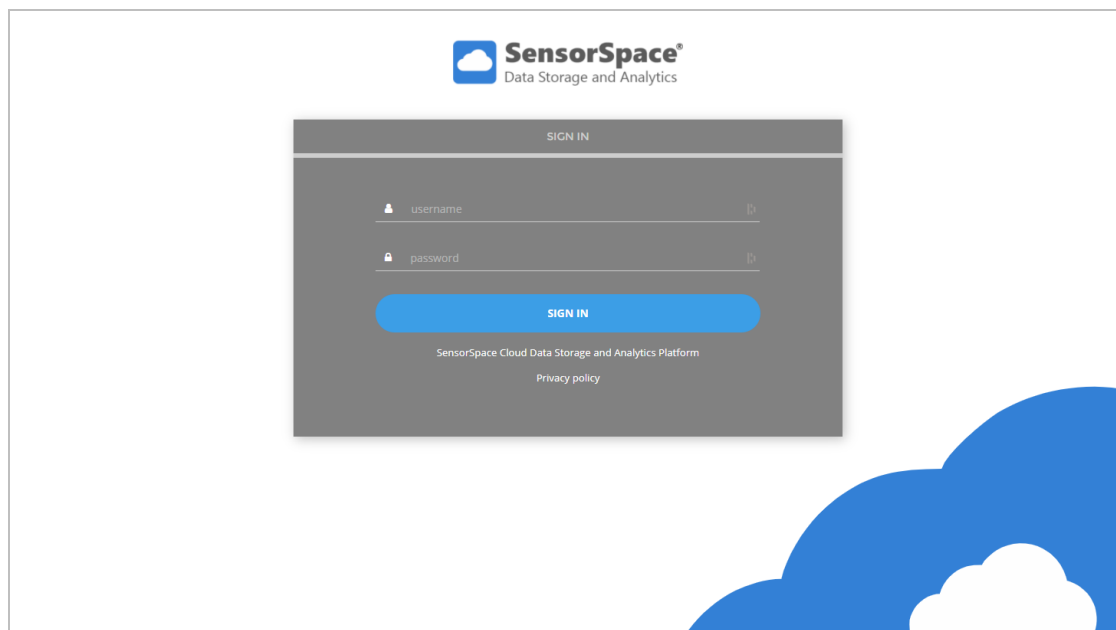 SensorSpace®
Data Storage and Analytics
SIGN IN
username
password
SIGN IN
SensorSpace Cloud Data Storage and Analytics Platform
Privacy policy